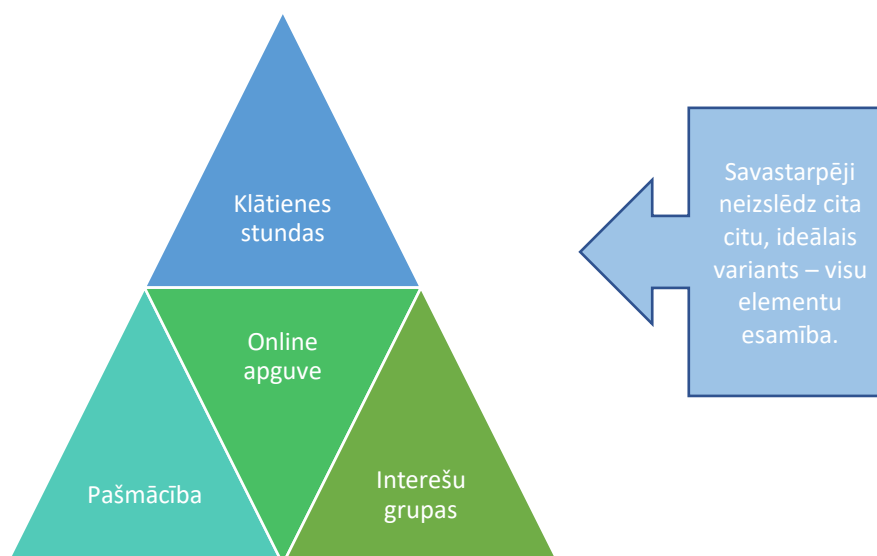 Klātienes
stundas
Online
apguve
Pašmācība
Interešu
grupas
Savastarpēji
neizslēdz cita
citu, ideālais
variants – visu
elementu
esamība.